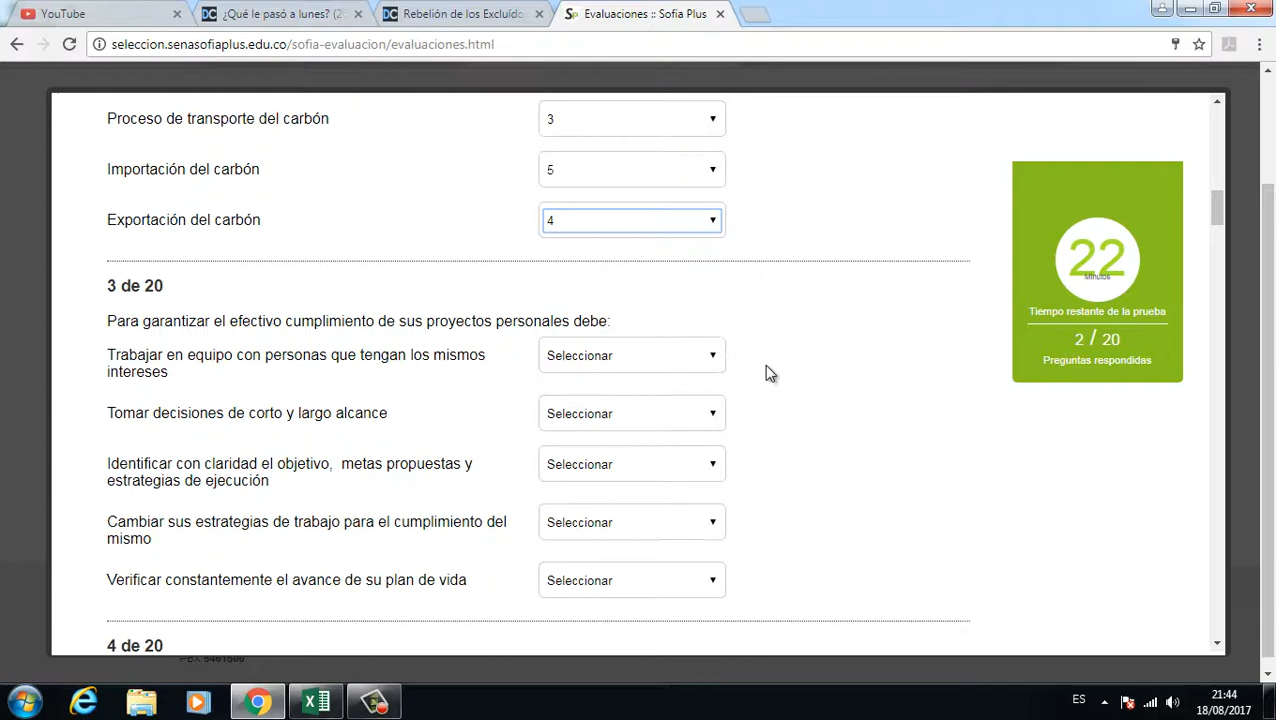 YouTube
¿Qué le pasó a lunes? (20
Rebelión de los Excluído
Evaluaciones :: Sofia Plus
seleccion.senasofiaplus.edu.co/sofia-evaluacion/evaluaciones.html
Proceso de transporte del carbón
3
Importación del carbón
5
Exportación del carbón
4
3 de 20
Para garantizar el efectivo cumplimiento de sus proyectos personales debe:
Trabajar en equipo con personas que tengan los mismos
intereses
Seleccionar
Tomar decisiones de corto y largo alcance
Seleccionar
Identificar con claridad el objetivo, metas propuestas y
estrategias de ejecución
Seleccionar
Cambiar sus estrategias de trabajo para el cumplimiento del
mismo
Seleccionar
Verificar constantemente el avance de su plan de vida
Seleccionar
4 de 20
22
Minutos
Tiempo restante de la prueba
2 / 20
Preguntas respondidas
ES
21:44
18/08/2017